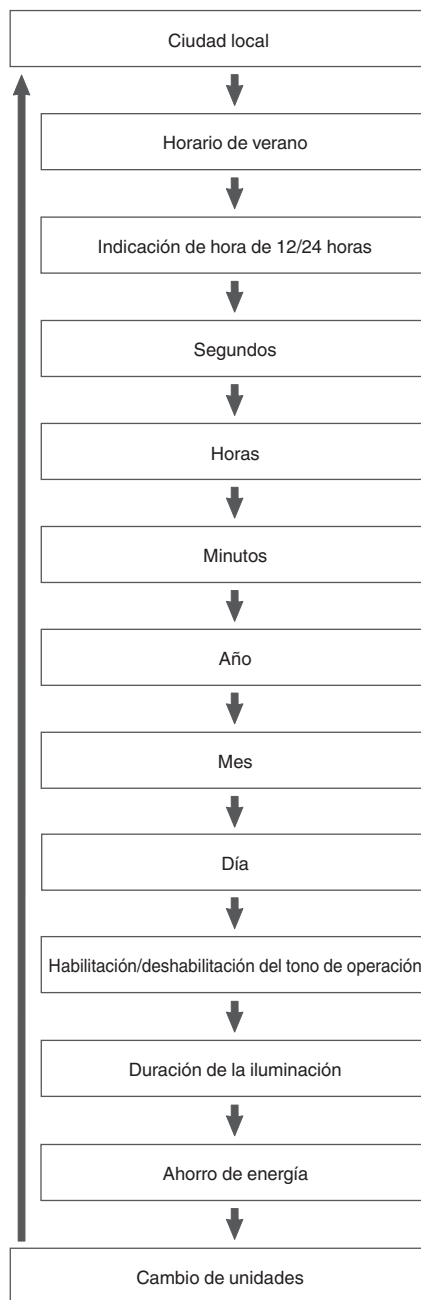 Ciudad local
Horario de verano
Indicación de hora de 12/24 horas
Segundos
Horas
Minutos
Año
Mes
Día
Habilitación/deshabilitación del tono de operación
Duración de la iluminación
Ahorro de energía
Cambio de unidades